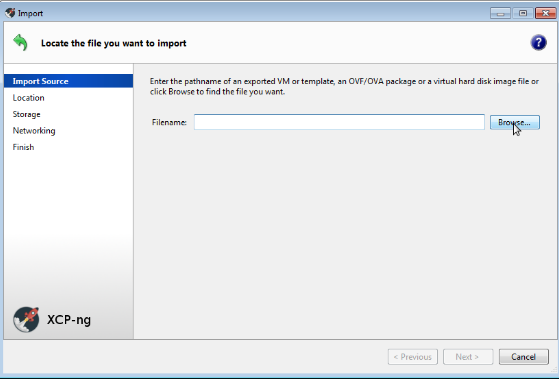 Import
Locate the file you want to import
Import Source
Location
Storage
Networking
Finish
Enter the pathname of an exported VM or template, an OVF/OVA package or a virtual hard disk image file or
click Browse to find the file you want.
Filename:
Browse...
XCP-ng
< Previous
Next >
Cancel